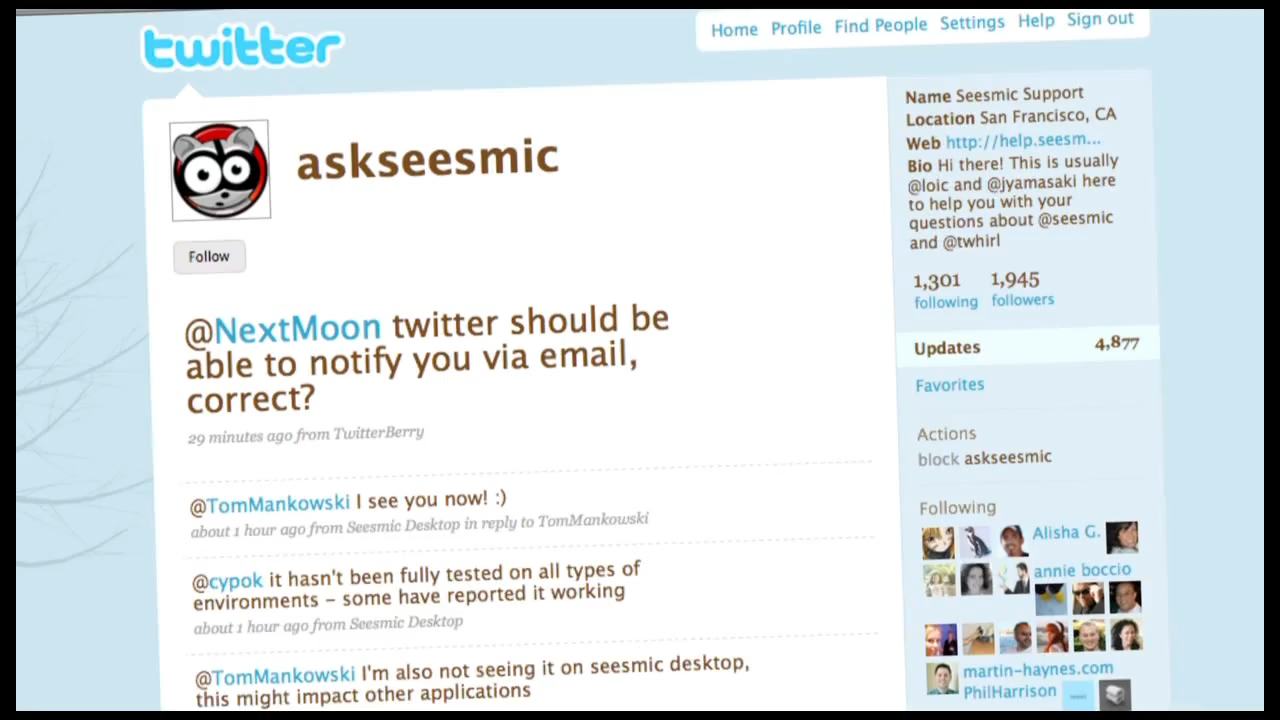 twitter
Home Profile Find People Settings Help Sign out
askseesmic
Follow
@NextMoon twitter should be
able to notify you via email,
correct?
29 minutes ago from TwitterBerry
@TomMankowski I see you now! :)
about 1 hour ago from Seesmic Desktop in reply to TomMankowski
@cypok it hasn't been fully tested on all types of
environments – some have reported it working
about 1 hour ago from Seesmic Desktop
@TomMankowski I'm also not seeing it on seesmic desktop,
this might impact other applications
Name Seesmic Support
Location San Francisco, CA
Web http://help.seesm...
Bio Hi there! This is usually
@loic and @jyamasaki here
to help you with your
questions about @seesmic
and @twhirl
1,301 1,945
following followers
Updates 4,877
Favorites
Actions
block askseesmic
Following
Alisha G.
annie boccio
martin-haynes.com
PhilHarrison